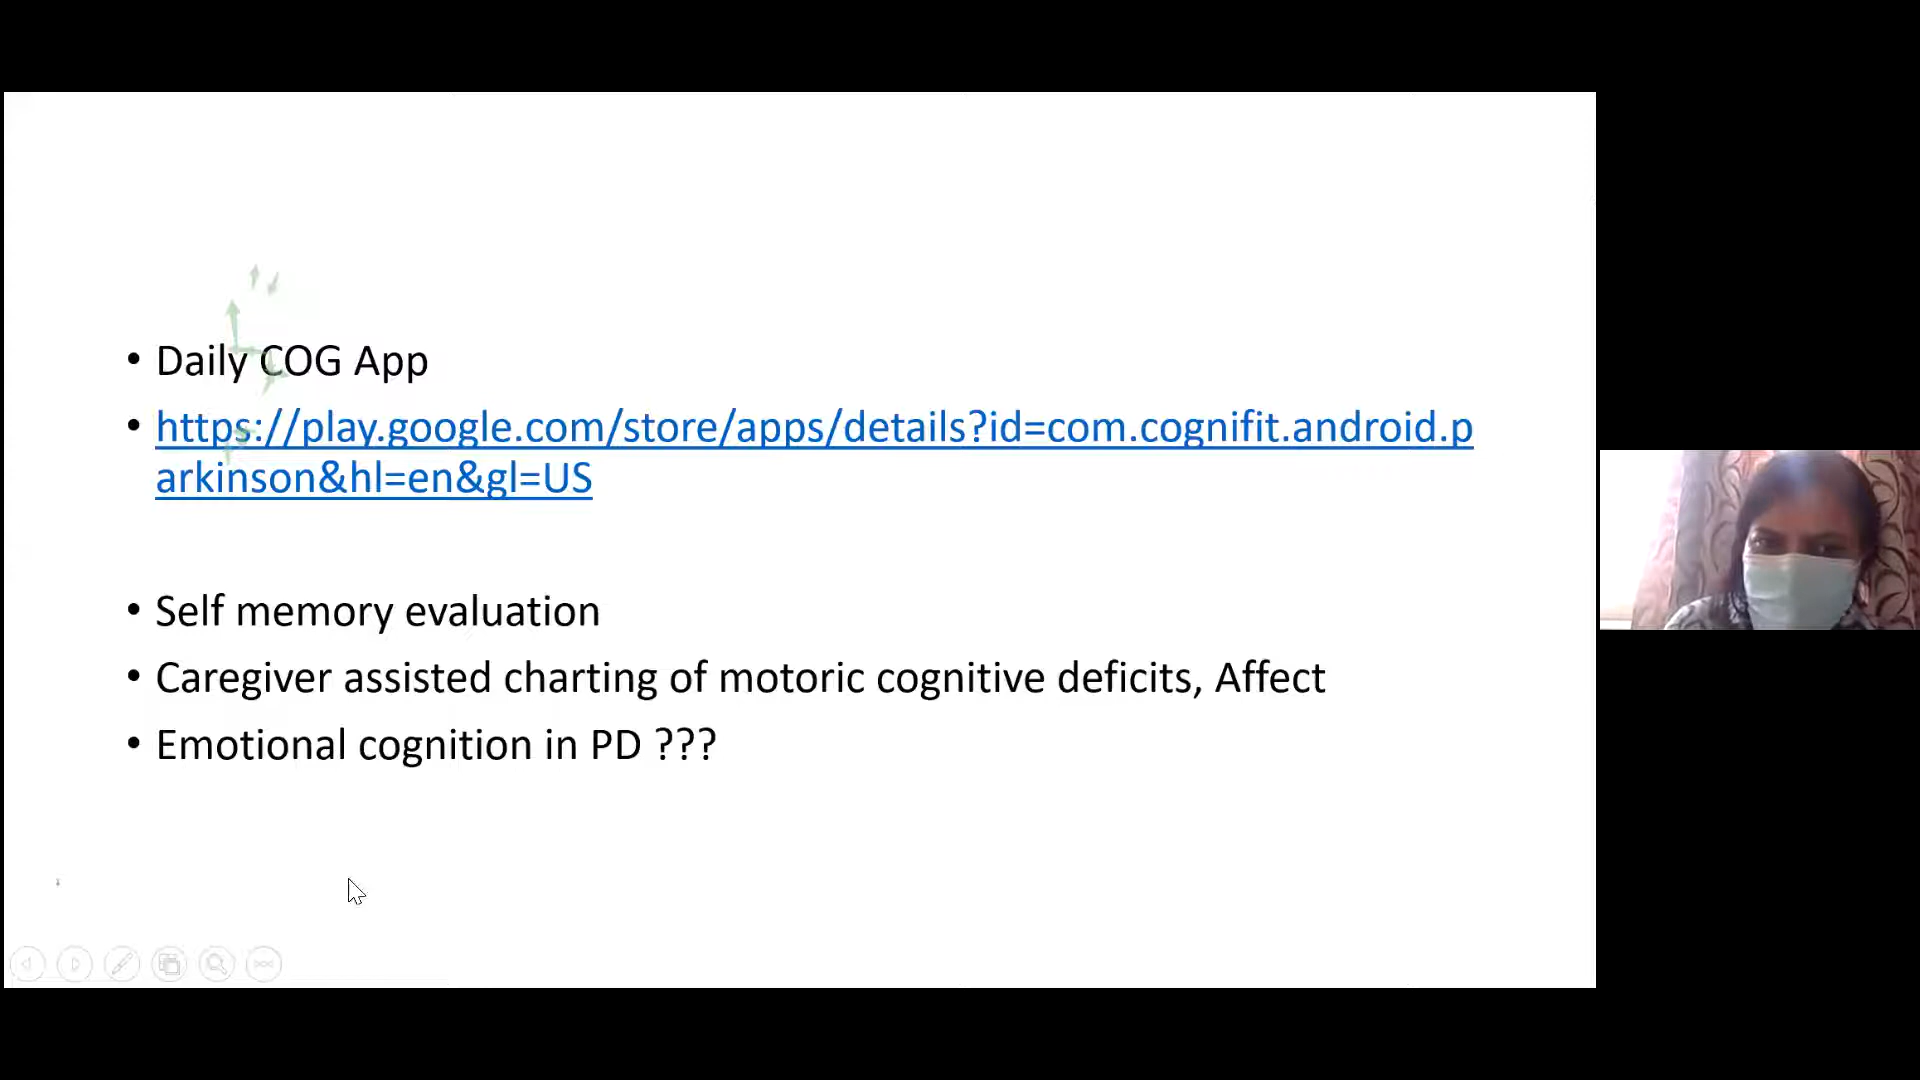 • Daily COG App
• https://play.google.com/store/apps/details?id=com.cognifit.android.p
arkinson&hl=en&gl=US
• Self memory evaluation
• Caregiver assisted charting of motoric cognitive deficits, Affect
• Emotional cognition in PD ???